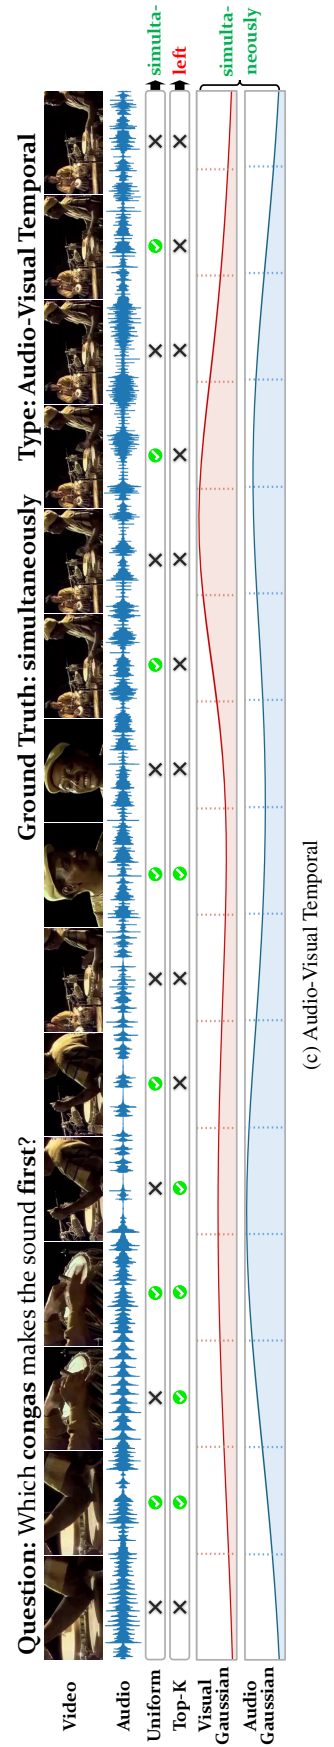 Question: Which congas makes the sound first? Ground Truth: simultaneously Type: Audio-Visual Temporal
Video
Audio
Uniform
simulta-
Top-K
left
Visual
Gaussian
Audio
Gaussian
simulta-
neously
(c) Audio-Visual Temporal